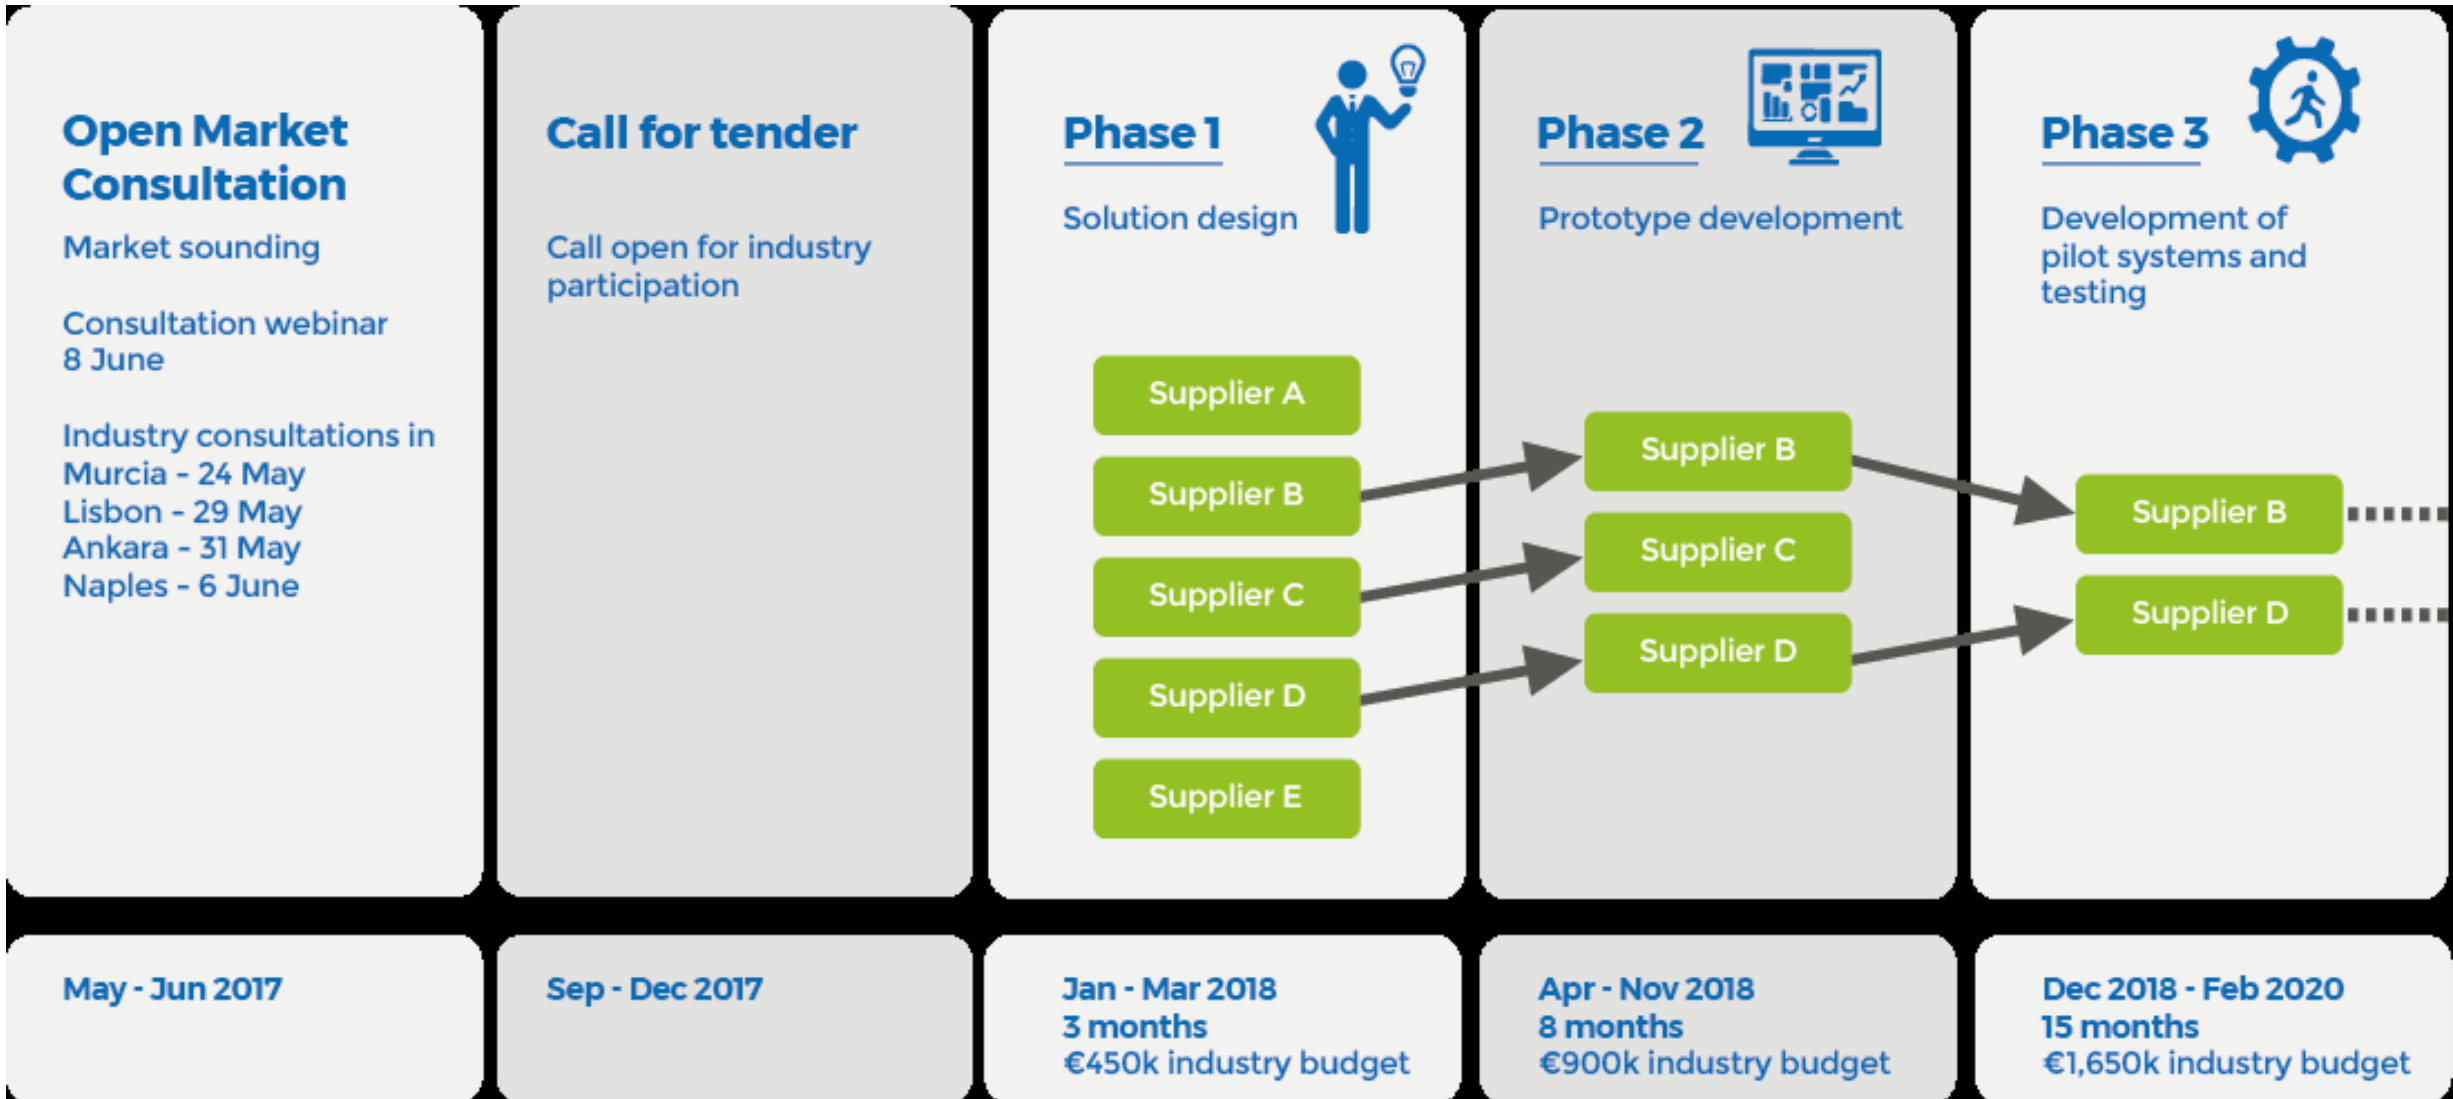 Open Market
Consultation
Market sounding
Consultation webinar
8 June
Industry consultations in
Murcia - 24 May
Lisbon - 29 May
Ankara - 31 May
Naples - 6 June
May - Jun 2017
Call for tender
Call open for industry
participation
Sep - Dec 2017
Phase 1
Solution design
Supplier A
Supplier B
Supplier C
Supplier D
Supplier E
Jan - Mar 2018
3 months
€450k industry budget
Phase 2
Prototype development
Supplier B
Supplier C
Supplier D
Apr - Nov 2018
8 months
€900k industry budget
Phase 3
Development of
pilot systems and
testing
Supplier B
Supplier D
Dec 2018 - Feb 2020
15 months
€1,650k industry budget